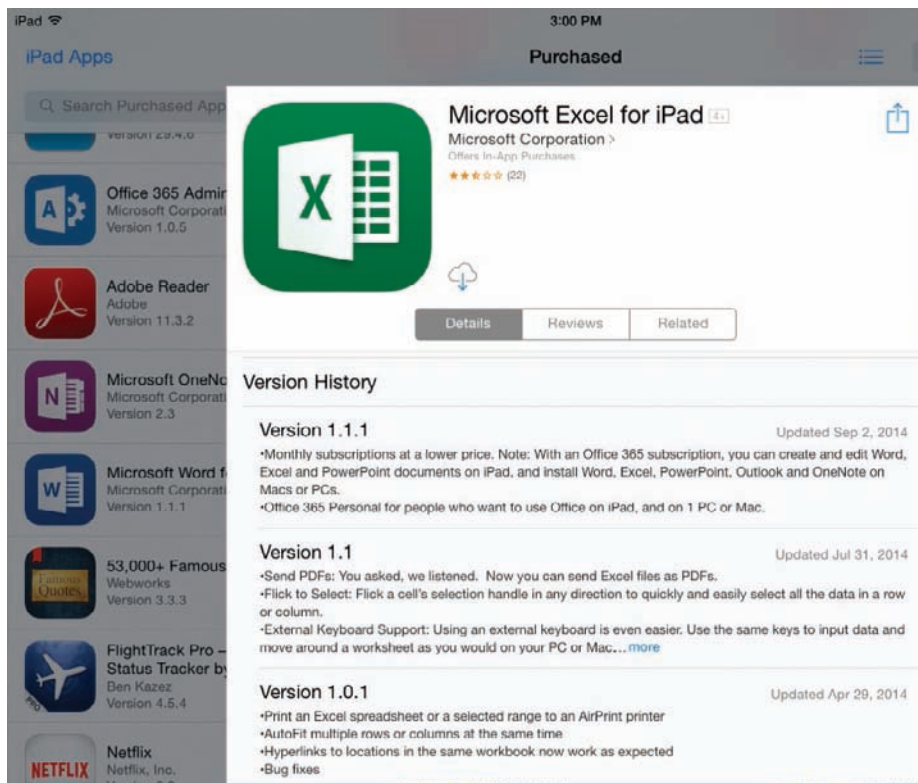 iPad
3:00 PM
iPad Apps
Purchased
Search Purchased App
Version 29.4.0
Office 365 Admir
Microsoft Corporati
Version 1.0.5
Adobe Reader
Adobe
Version 11.3.2
Microsoft OneNo
Microsoft Corporati
Version 2.3
Microsoft Word f
Microsoft Corporati
Version 1.1.1
Famous
Quotes
53,000+ Famous
Webworks
Version 3.3.3
PRO
FlightTrack Pro –
Status Tracker by
Ben Kazez
Version 4.5.4
NETFLIX
Netflix
Netflix, Inc.
Microsoft Excel for iPad 4+
Microsoft Corporation >
Offers In-App Purchases
(22)
Details
Reviews
Related
Version History
Version 1.1.1
Updated Sep 2, 2014
•Monthly subscriptions at a lower price. Note: With an Office 365 subscription, you can create and edit Word,
Excel and PowerPoint documents on iPad, and install Word, Excel, PowerPoint, Outlook and OneNote on
Macs or PCs.
•Office 365 Personal for people who want to use Office on iPad, and on 1 PC or Mac.
Version 1.1
Updated Jul 31, 2014
•Send PDFs: You asked, we listened. Now you can send Excel files as PDFs.
•Flick to Select: Flick a cell's selection handle in any direction to quickly and easily select all the data in a row
or column.
•External Keyboard Support: Using an external keyboard is even easier. Use the same keys to input data and
move around a worksheet as you would on your PC or Mac...more
Version 1.0.1
Updated Apr 29, 2014
•Print an Excel spreadsheet or a selected range to an AirPrint printer
•AutoFit multiple rows or columns at the same time
•Hyperlinks to locations in the same workbook now work as expected
•Bug fixes